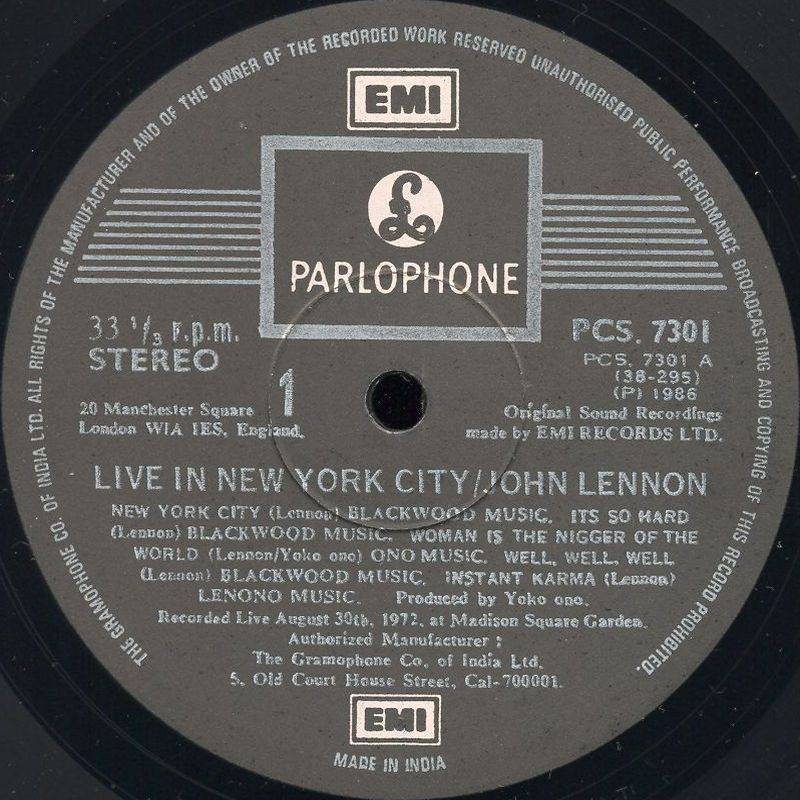 THE GRAMOPHONE CO. OF INDIA LTD. ALL RIGHTS OF THE MANUFACTURER AND OF THE OWNER OF THE RECORDED WORK RESERVED UNAUTHORISED PUBLIC PERFORMANCE BROADCASTING AND COPYING OF THIS RECORD PROHIBITED.
EMI
£
PARLOPHONE
33 1/3 r.p.m.
STEREO
1
20 Manchester Square
London WIA IES, England.
PCS. 7301
PCS. 7301 A
(38-295)
(P) 1986
Original Sound Recordings
made by EMI RECORDS LTD.
LIVE IN NEW YORK CITY/JOHN LENNON
NEW YORK CITY (Lennon) BLACKWOOD MUSIC. ITS SO HARD
(Lennon) BLACKWOOD MUSIC. WOMAN IS THE NIGGER OF THE
WORLD (Lennon/Yoko ono) ONO MUSIC. WELL, WELL, WELL
(Lennon) BLACKWOOD MUSIC. INSTANT KARMA (Lennon)
LENONO MUSIC. Produced by Yoko ono.
Recorded Live August 30th, 1972, at Madison Square Garden.
Authorized Manufacturer :
The Gramophone Co. of India Ltd.
5, Old Court House Street, Cal-700001.
EMI
MADE IN INDIA